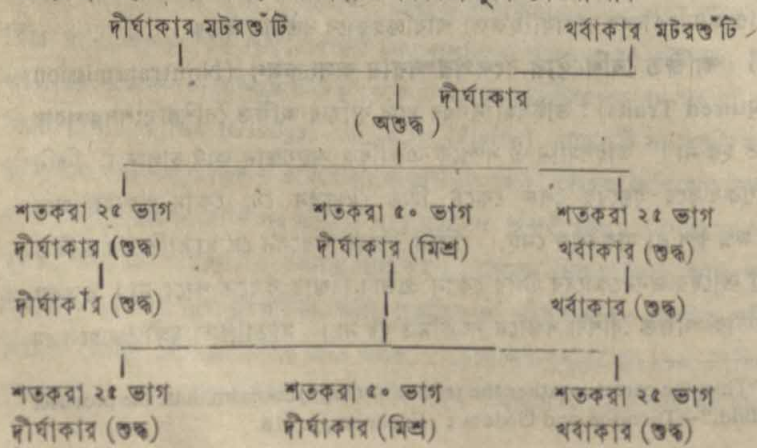 দীর্ঘাকার মটরশুঁটি খর্বাকার মটরশুঁটি
দীর্ঘাকার
( অশুদ্ধ )
শতকরা ২৫ ভাগ শতকরা ৫০ ভাগ শতকরা ২৫ ভাগ
দীর্ঘাকার (শুদ্ধ) দীর্ঘাকার (মিশ্র) খর্বাকার (শুদ্ধ)
দীর্ঘাকার (শুদ্ধ) খর্বাকার (শুদ্ধ)
শতকরা ২৫ ভাগ শতকরা ৫০ ভাগ শতকরা ২৫ ভাগ
দীর্ঘাকার (শুদ্ধ) দীর্ঘাকার (মিশ্র) খর্বাকার (শুদ্ধ)